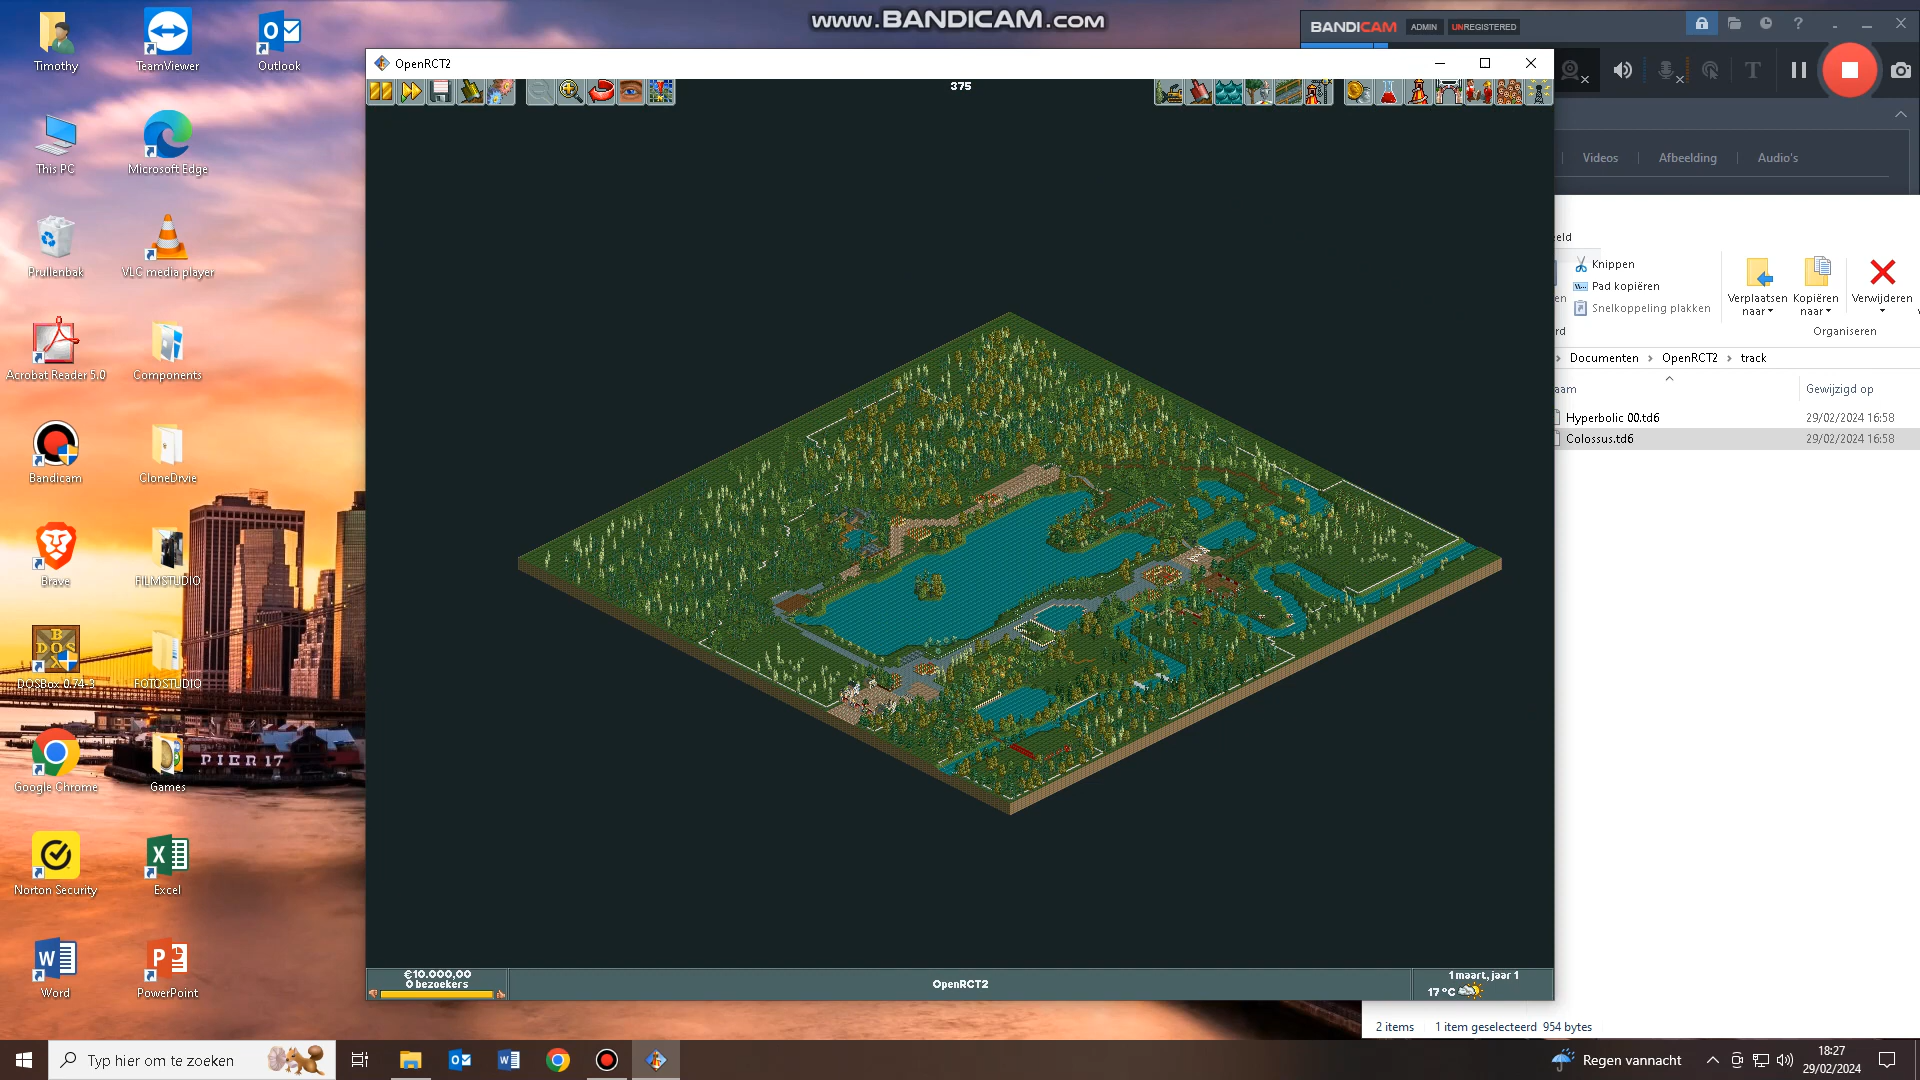 www.BANDICAM.com
Timothy
TeamViewer
Outlook
This PC
Microsoft Edge
Prullenbak
VLC media player
Acrobat Reader 5.0
Components
Bandicam
CloneDrvie
Brave
FILMSTUDIO
DOSBox 0.74-3
FOTOSTUDIO
Google Chrome
Games
PIER 17
Norton Security
Excel
Word
PowerPoint
OpenRCT2
375
€10.000,00
0 bezoekers
OpenRCT2
1 maart, jaar 1
17 °C
BANDICAM ADMIN UNREGISTERED
Videos
Afbeelding
Audio's
eld
Knippen
Pad kopiëren
Snelkoppeling plakken
Verplaatsen naar
Kopiëren naar
Verwijderen
Organiseren
Documenten > OpenRCT2 > track
aam
Gewijzigd op
Hyperbolic 00.td6 29/02/2024 16:58
Colossus.td6 29/02/2024 16:58
2 items 1 item geselecteerd 954 bytes
Typ hier om te zoeken
Regen vannacht
18:27
29/02/2024